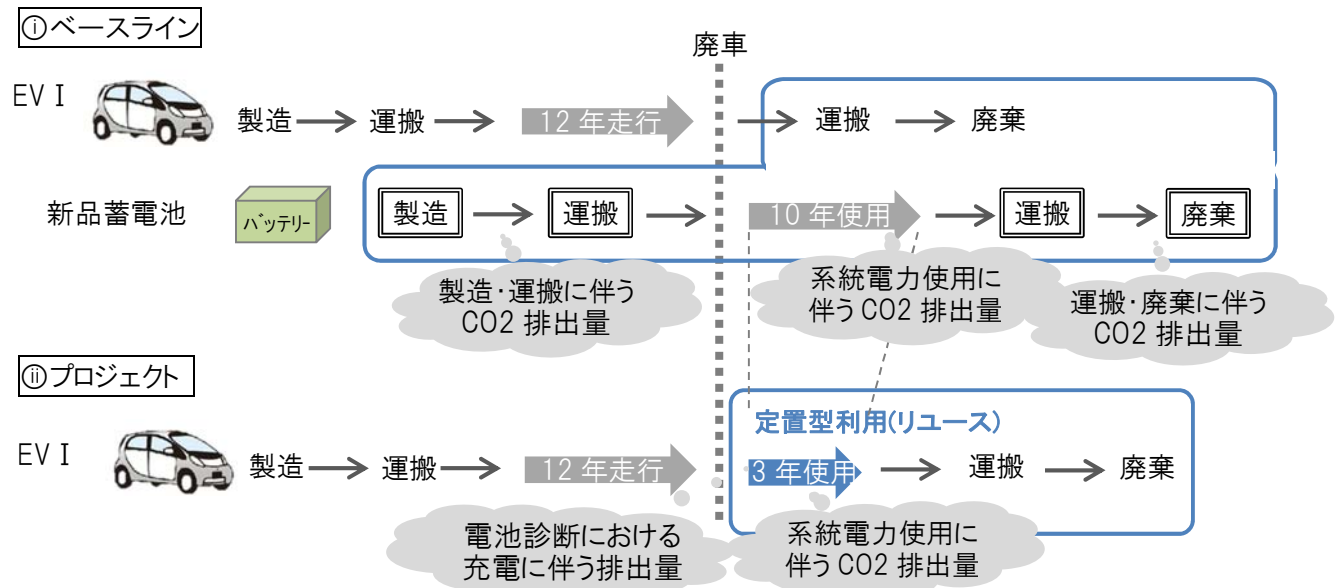 ⓘベースライン
廃車
EV I
製造
運搬
12 年走行
運搬
廃棄
新品蓄電池
バッテリー
製造
運搬
10 年使用
運搬
廃棄
製造・運搬に伴う
CO2 排出量
系統電力使用に
伴う CO2 排出量
運搬・廃棄に伴う
CO2 排出量
ⓘⓘプロジェクト
定置型利用(リユース)
EV I
製造
運搬
12 年走行
3 年使用
運搬
廃棄
電池診断における
充電に伴う排出量
系統電力使用に
伴う CO2 排出量